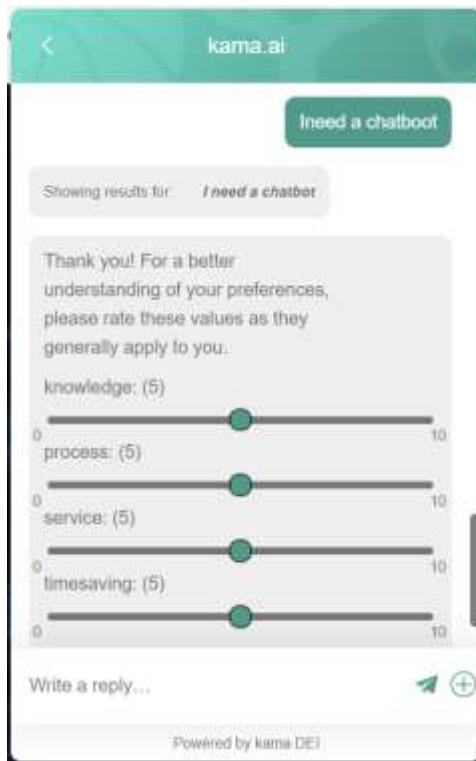 kama.ai
Ineed a chatboot
Showing results for I need a chatbot
Thank you! For a better
understanding of your preferences,
please rate these values as they
generally apply to you.
knowledge: (5)
0 10
process: (5)
0 10
service: (5)
0 10
timesaving: (5)
0 10
Write a reply...
Powered by kama DEI